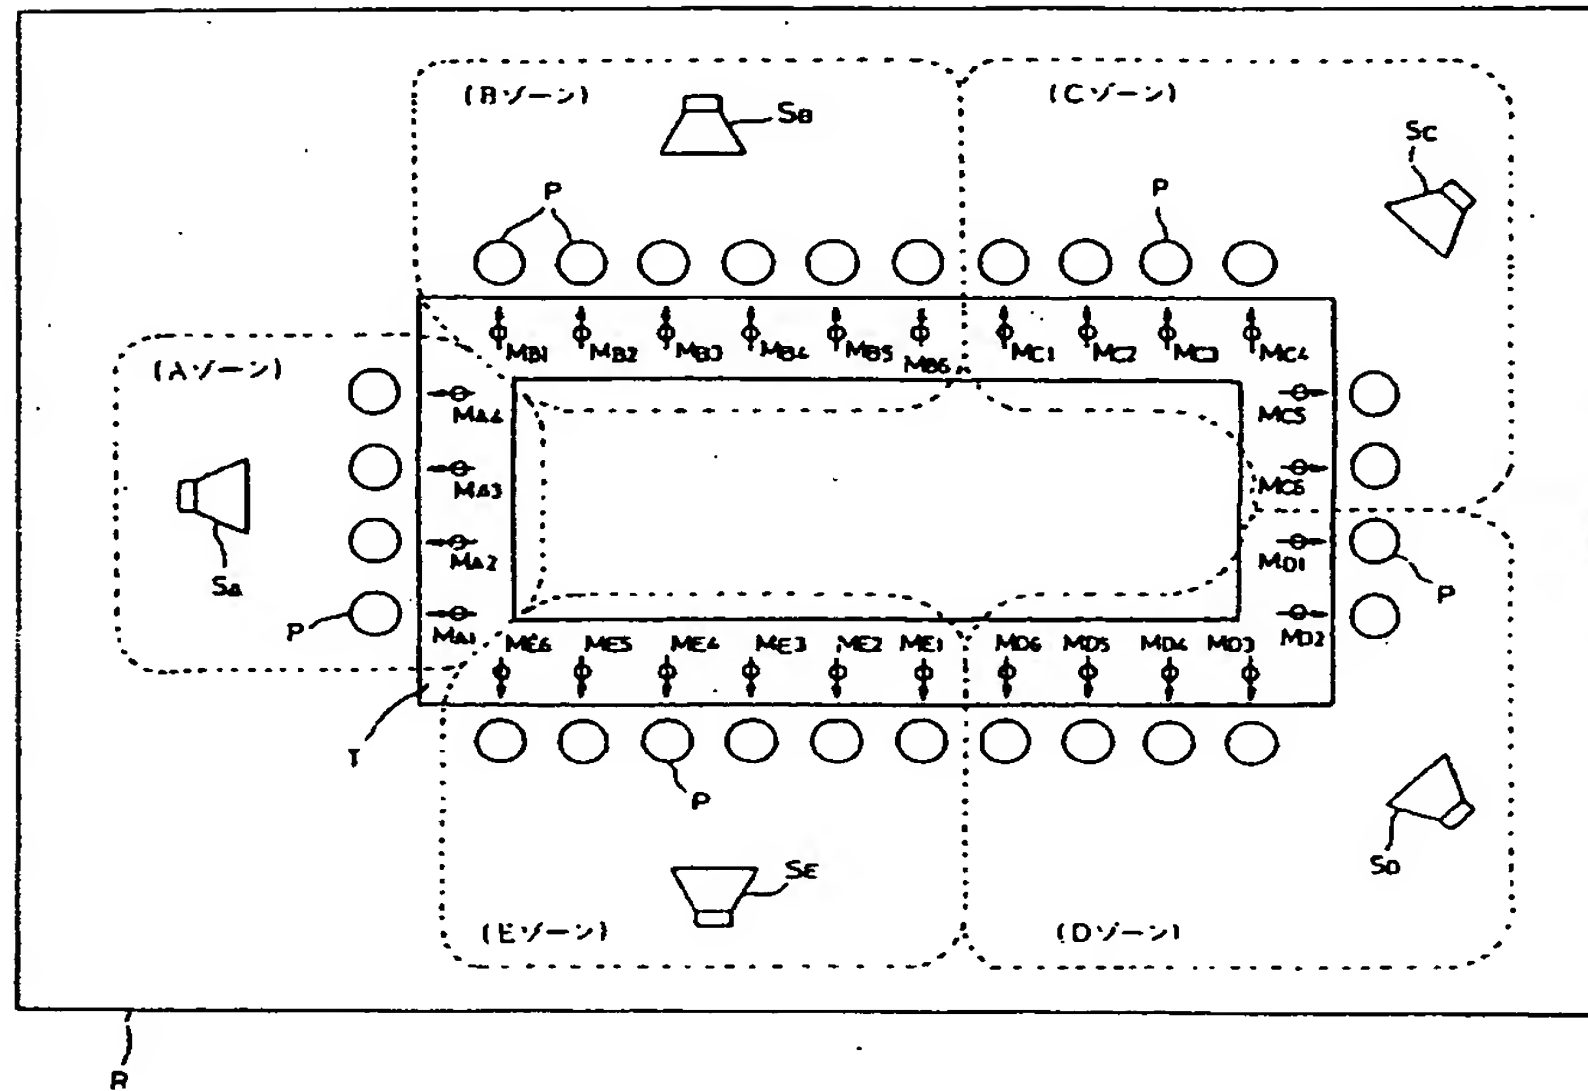 (Bゾーン)
SB
(Cゾーン)
SC
P
P
MB1
MB2
MB3
MB4
MB5
MB6
MC1
MC2
MC3
MC4
(Aゾーン)
MA4
MC5
MA3
MC6
MA2
MD1
SA
P
P
MA1
MD2
ME6
ME5
ME4
ME3
ME2
ME1
MD6
MD5
MD4
MD3
T
P
SE
SD
(Eゾーン)
(Dゾーン)
R